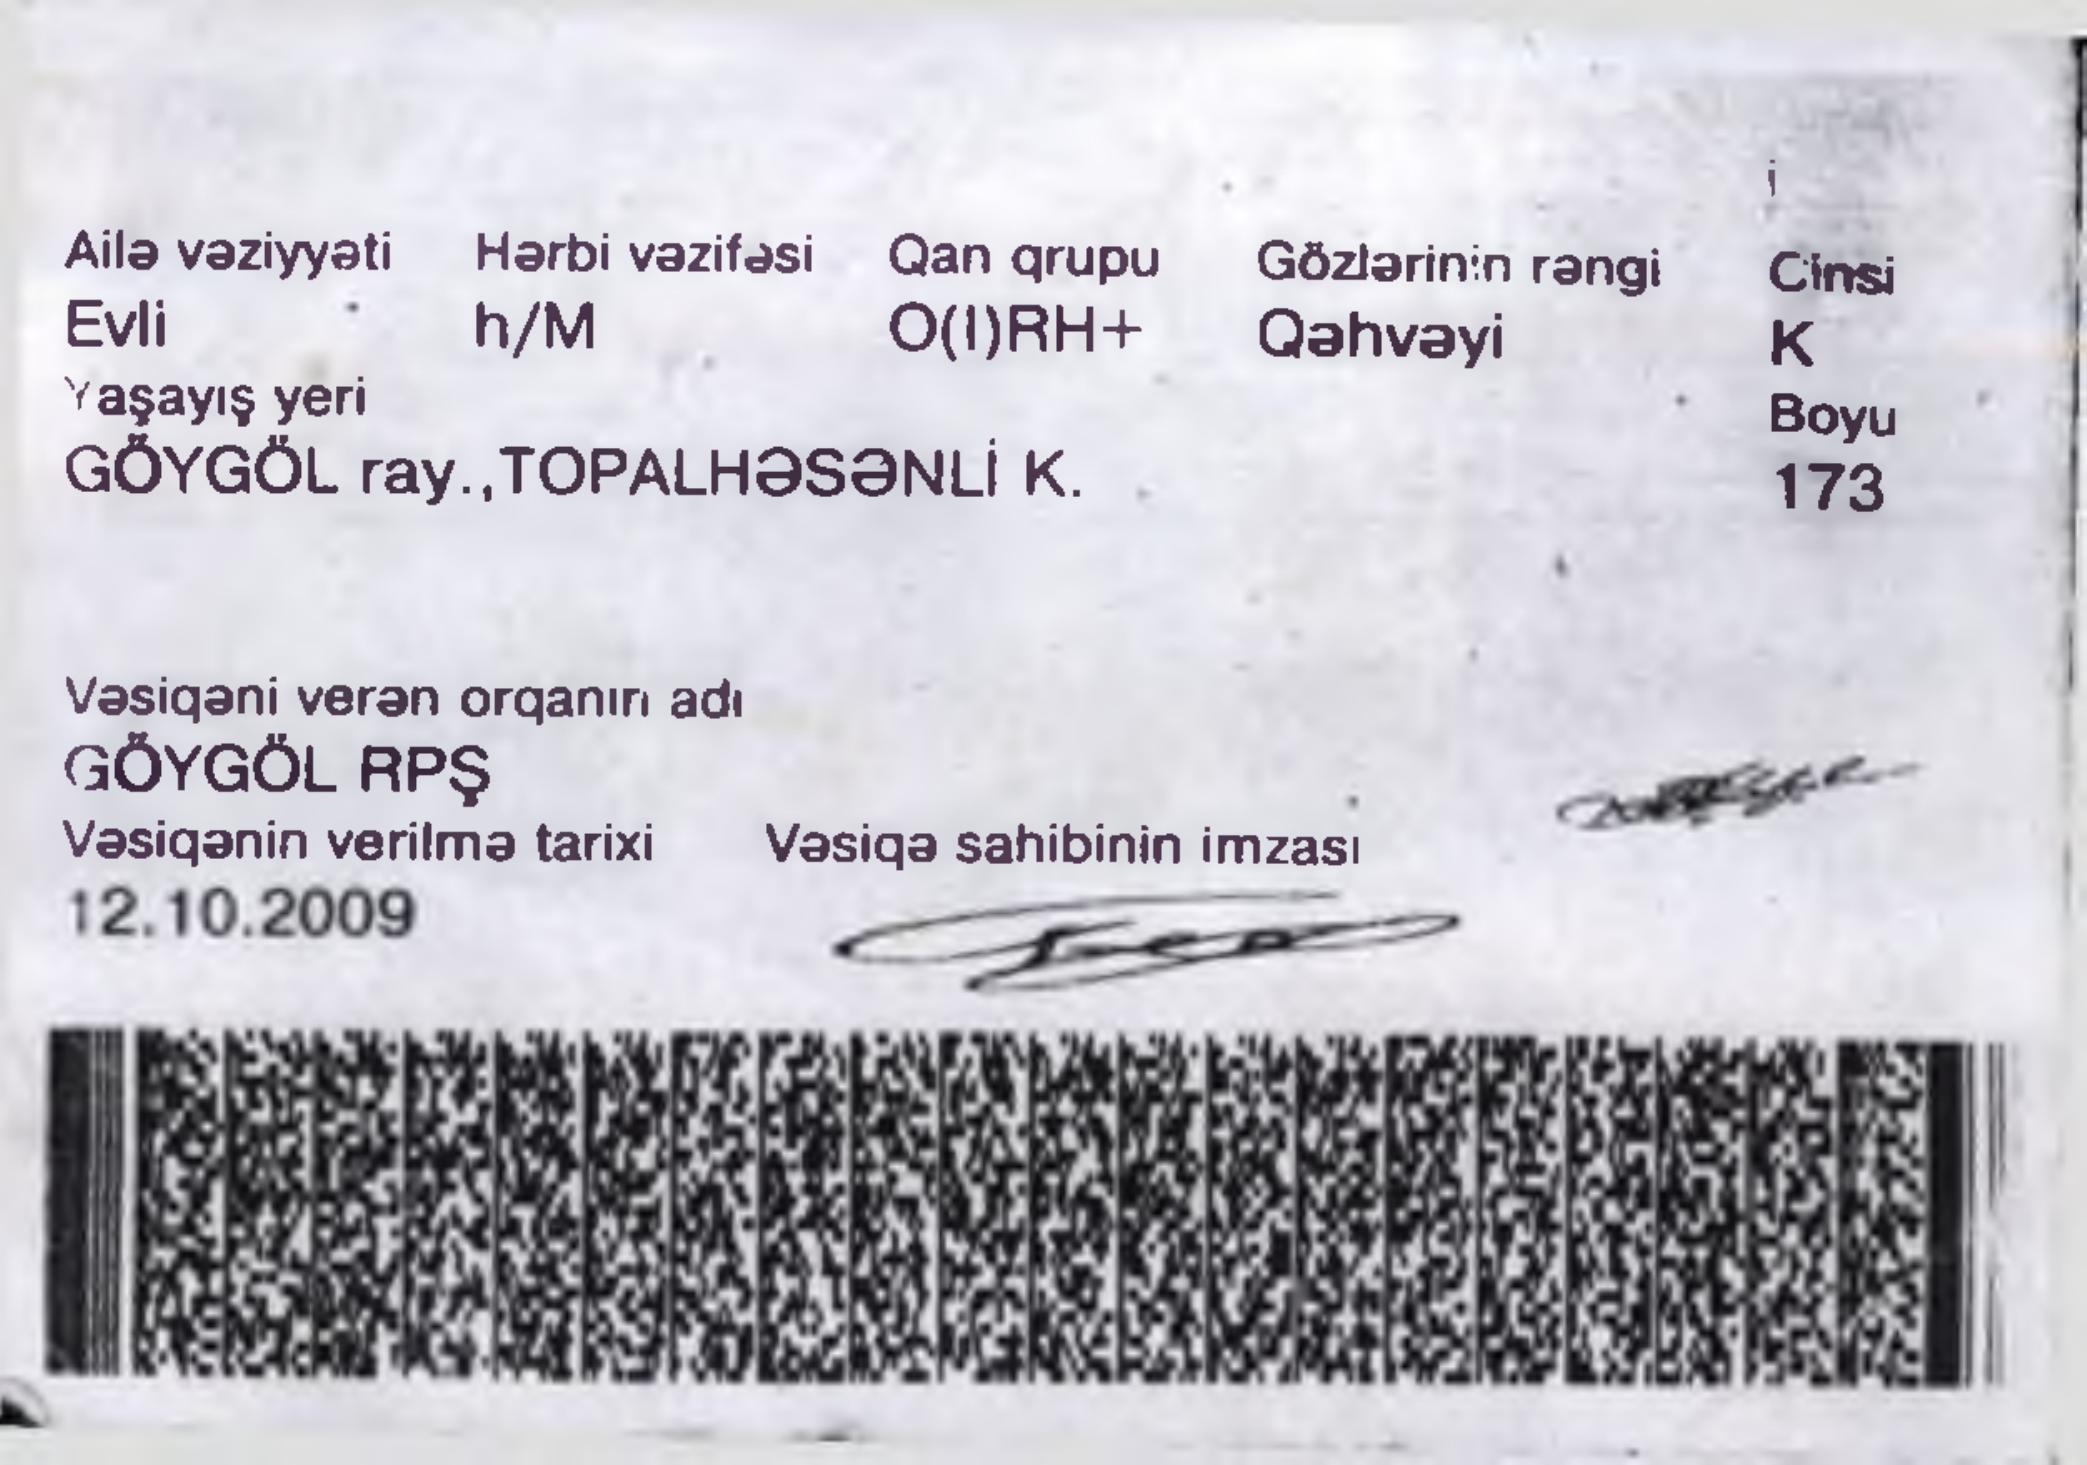 Ailə vəziyyəti Hərbi vəzifəsi Qan qrupu Gözlərinin rəngi Cinsi
Evli h/M O(I)RH+ Qəhvəyi K
Yaşayış yeri Boyu
GÖYGÖL ray.,TOPALHƏSƏNLİ K. 173
Vəsiqəni verən orqanın adı
GÖYGÖL RPŞ
Vəsiqənin verilmə tarixi Vəsiqə sahibinin imzası
12.10.2009